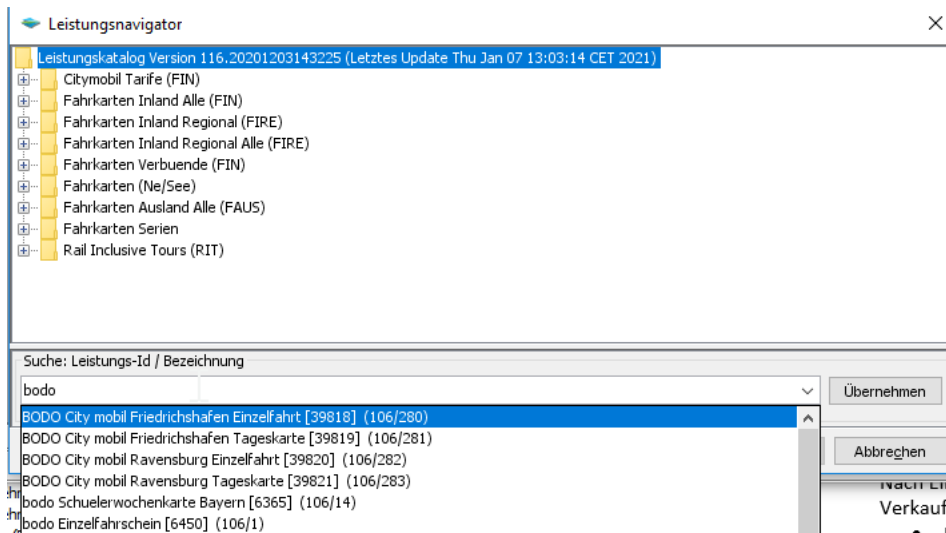 Leistungsnavigator
Leistungskatalog Version 116.20201203143225 (Letztes Update Thu Jan 07 13:03:14 CET 2021)
Citymobil Tarife (FIN)
Fahrkarten Inland Alle (FIN)
Fahrkarten Inland Regional (FIRE)
Fahrkarten Inland Regional Alle (FIRE)
Fahrkarten Verbuende (FIN)
Fahrkarten (Ne/See)
Fahrkarten Ausland Alle (FAUS)
Fahrkarten Serien
Rail Inclusive Tours (RIT)
Suche: Leistungs-Id / Bezeichnung
bodo
Übernehmen
BODO City mobil Friedrichshafen Einzelfahrt [39818] (106/280)
BODO City mobil Friedrichshafen Tageskarte [39819] (106/281)
BODO City mobil Ravensburg Einzelfahrt [39820] (106/282)
BODO City mobil Ravensburg Tageskarte [39821] (106/283)
bodo Schuelerwochenkarte Bayern [6365] (106/14)
bodo Einzelfahrschein [6450] (106/1)
Abbrechen
Nach
Verkauf